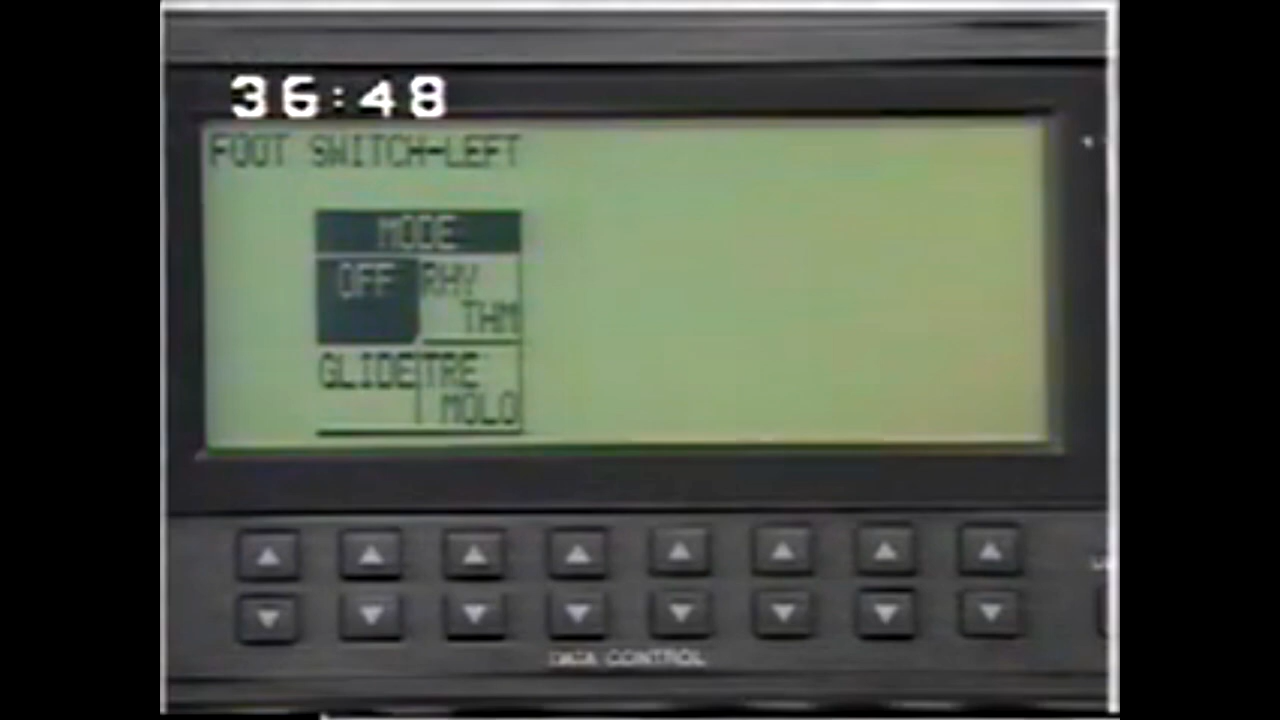 36:48
FOOT SWITCH-LEFT
MODE
OFF RHY
THM
GLIDE TRE
MOLO
DATA CONTROL